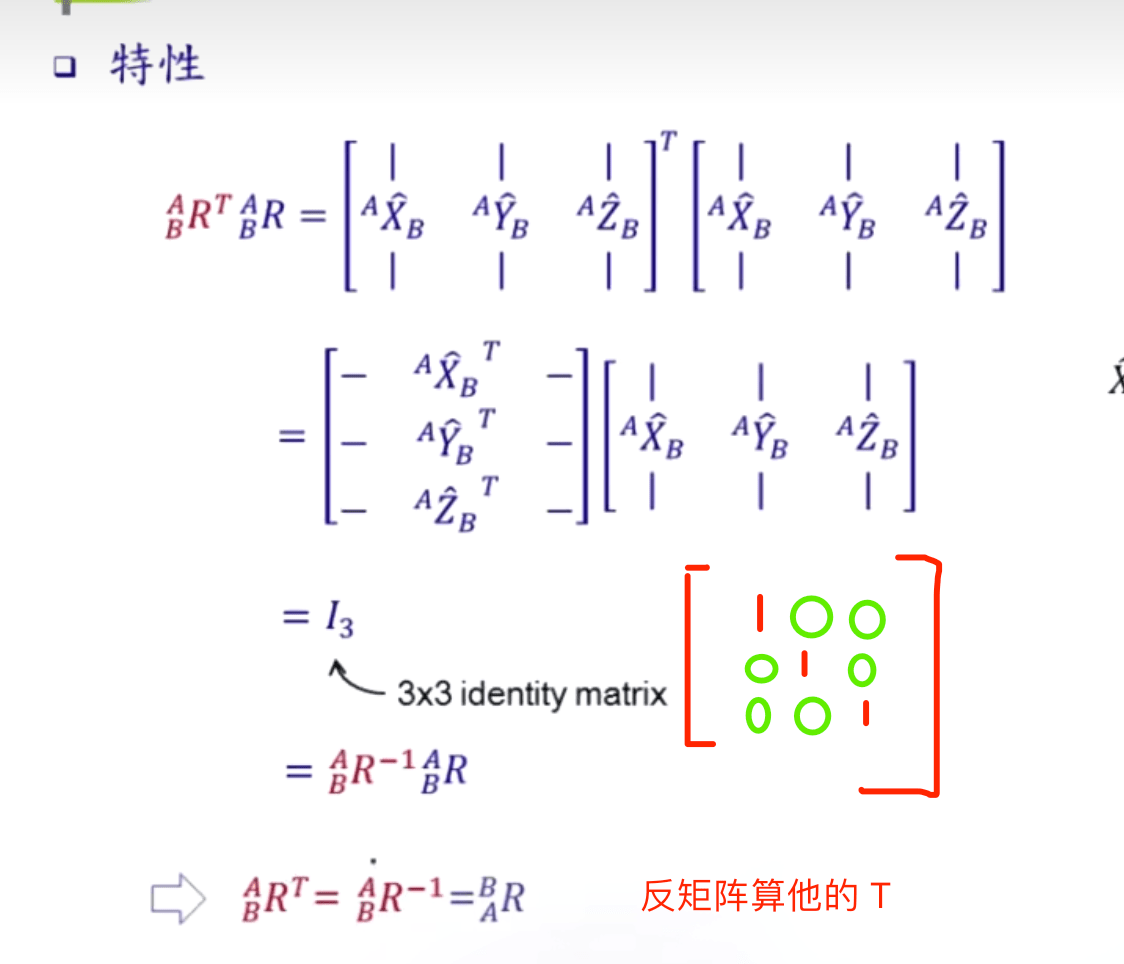 ❑ 特性
$^A_BR^T\,^A_BR = \begin{bmatrix} | & | & | \\ ^A\hat{X}_B & ^A\hat{Y}_B & ^A\hat{Z}_B \\ | & | & | \end{bmatrix}^T \begin{bmatrix} | & | & | \\ ^A\hat{X}_B & ^A\hat{Y}_B & ^A\hat{Z}_B \\ | & | & | \end{bmatrix}$
$= \begin{bmatrix} - & ^A\hat{X}_B{}^T & - \\ - & ^A\hat{Y}_B{}^T & - \\ - & ^A\hat{Z}_B{}^T & - \end{bmatrix} \begin{bmatrix} | & | & | \\ ^A\hat{X}_B & ^A\hat{Y}_B & ^A\hat{Z}_B \\ | & | & | \end{bmatrix}$
$= I_3$
3x3 identity matrix
$\begin{bmatrix} 1 & 0 & 0 \\ 0 & 1 & 0 \\ 0 & 0 & 1 \end{bmatrix}$
$= {}^A_BR^{-1}\,{}^A_BR$
⇨ $^A_BR^T = {}^A_BR^{-1} = {}^B_AR$
反矩阵算他的 T